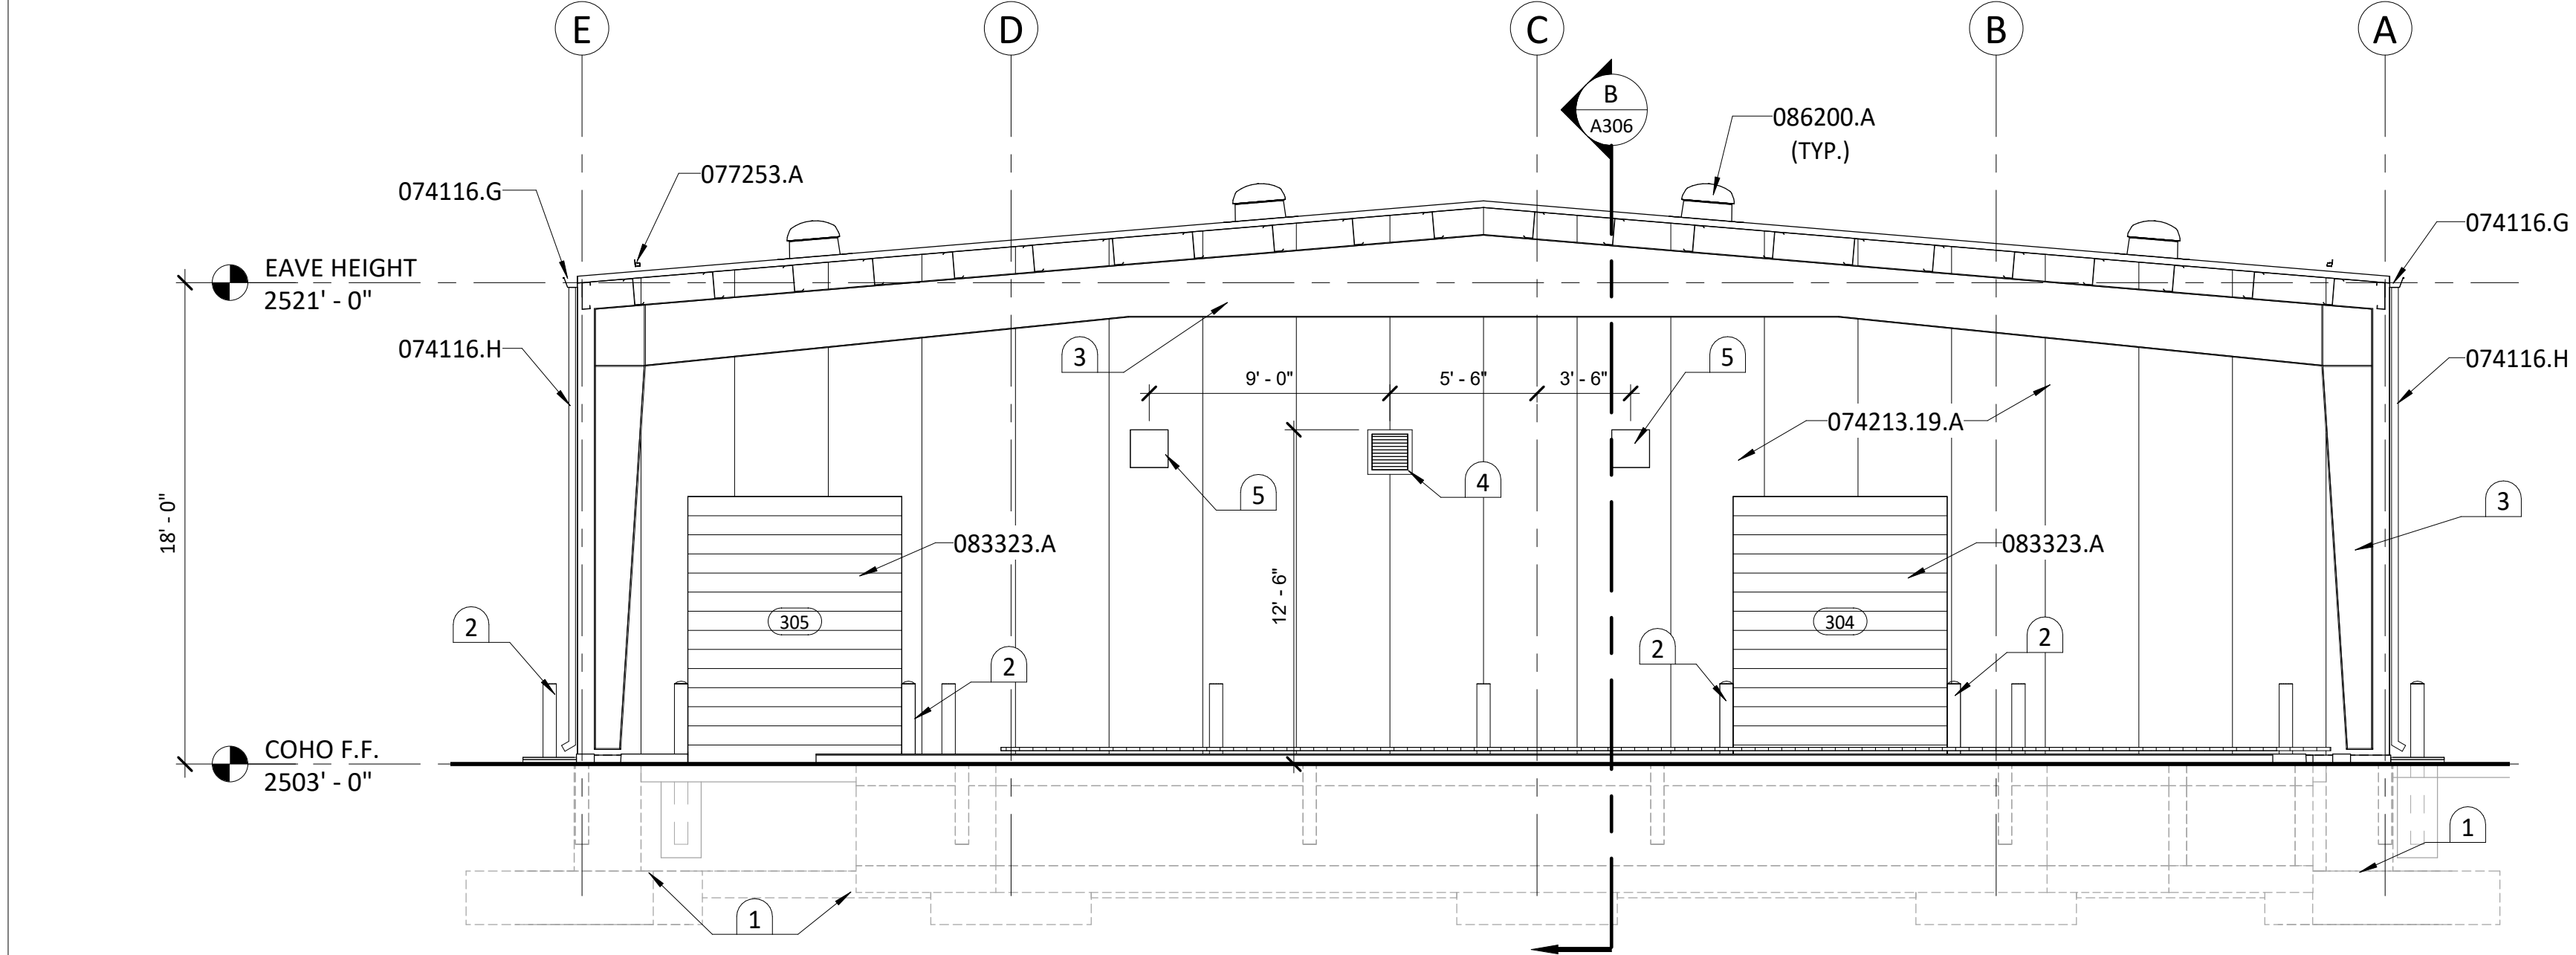 E
D
C
B
A
B
A306
086200.A
(TYP.)
077253.A
074116.G
074116.G
EAVE HEIGHT
2521' - 0"
074116.H
074116.H
3
5
9' - 0"
5' - 6"
3' - 6"
074213.19.A
5
4
3
18' - 0"
083323.A
083323.A
12' - 6"
305
304
2
2
2
2
COHO F.F.
2503' - 0"
1
1